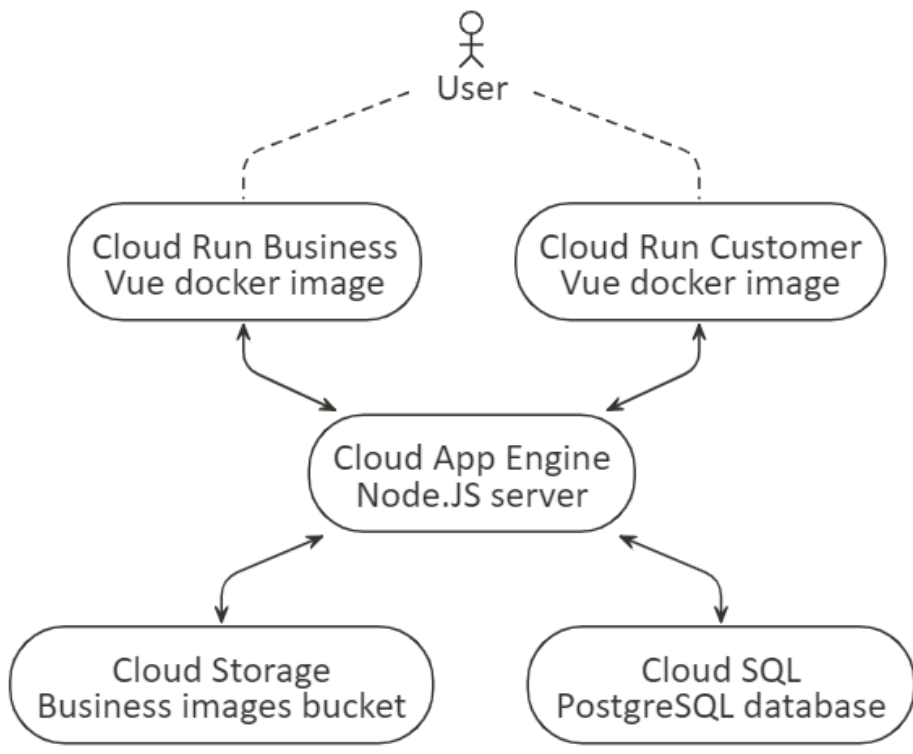 User
Cloud Run Business
Vue docker image
Cloud Run Customer
Vue docker image
Cloud App Engine
Node.JS server
Cloud Storage
Business images bucket
Cloud SQL
PostgreSQL database